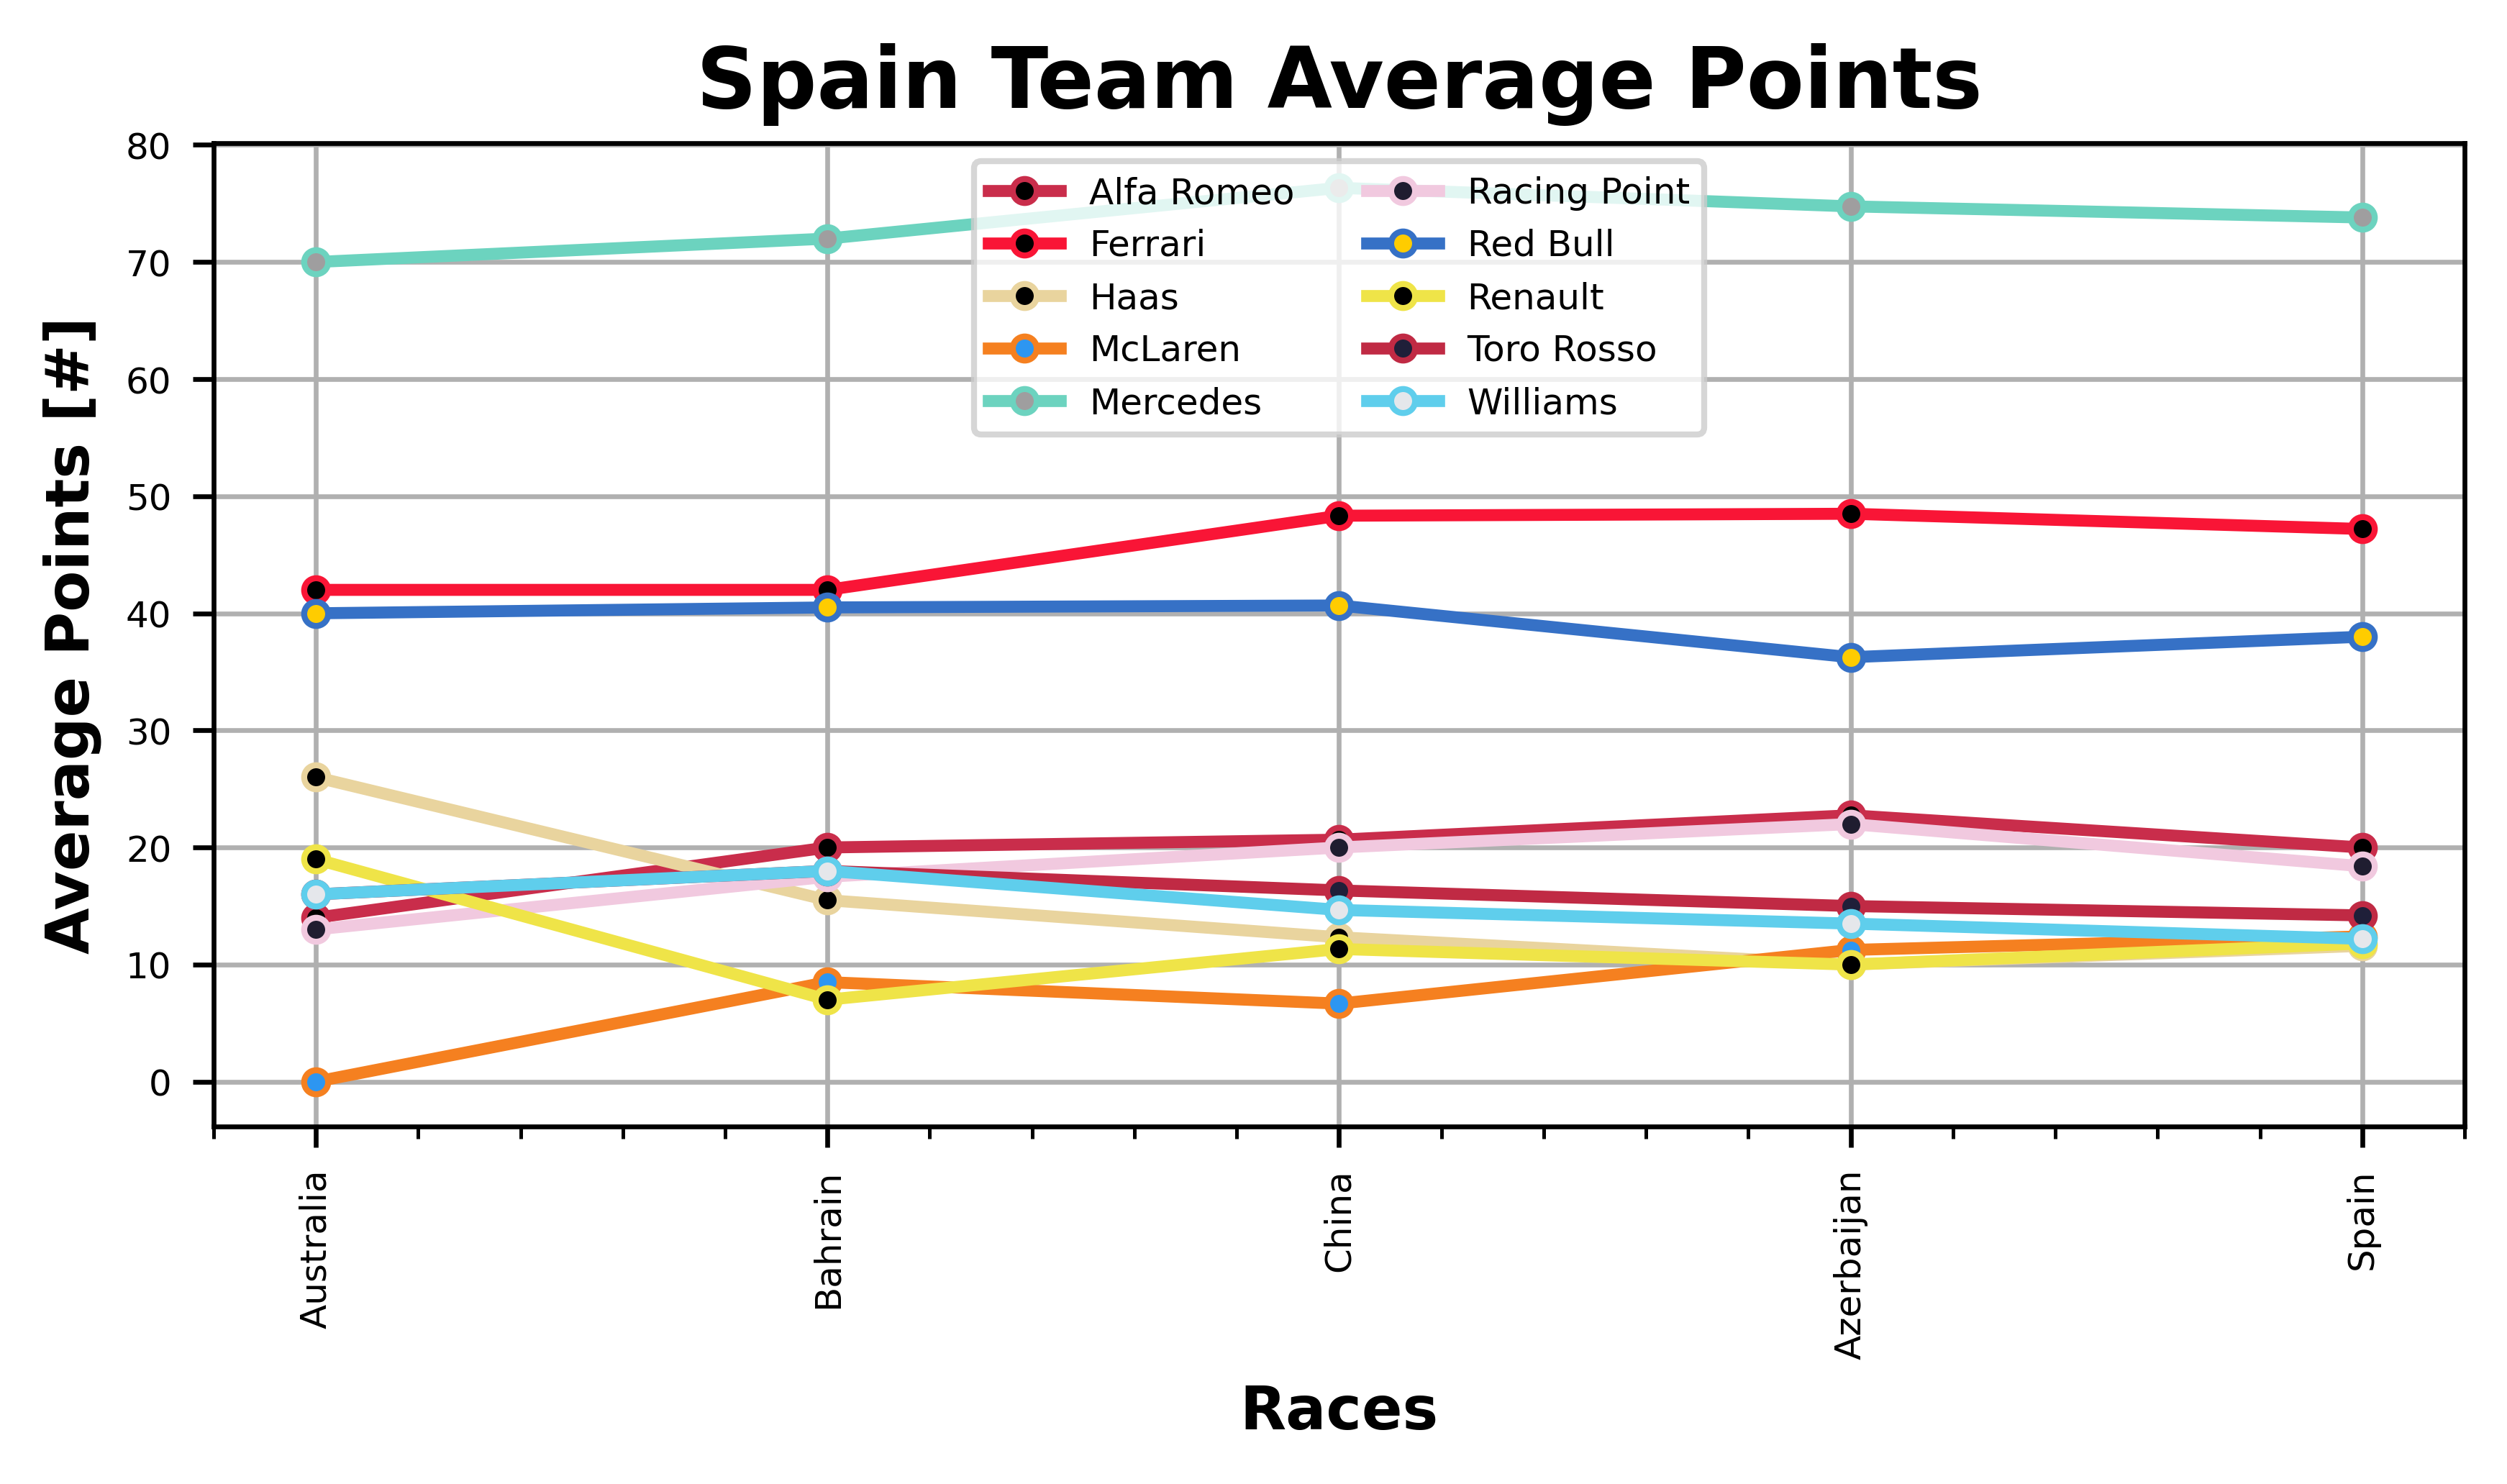 Spain Team Average Points
Average Points [#]
80
70
60
50
40
30
20
10
0
Alfa Romeo
Ferrari
Haas
McLaren
Mercedes
Racing Point
Red Bull
Renault
Toro Rosso
Williams
Australia
Bahrain
China
Azerbaijan
Spain
Races